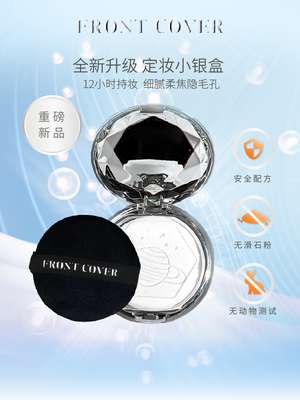 FRONT COVER
全新升级 定妆小银盒
12小时持妆 细腻柔焦隐毛孔
重磅
新品
安全配方
无滑石粉
FRONT COVER
无动物测试